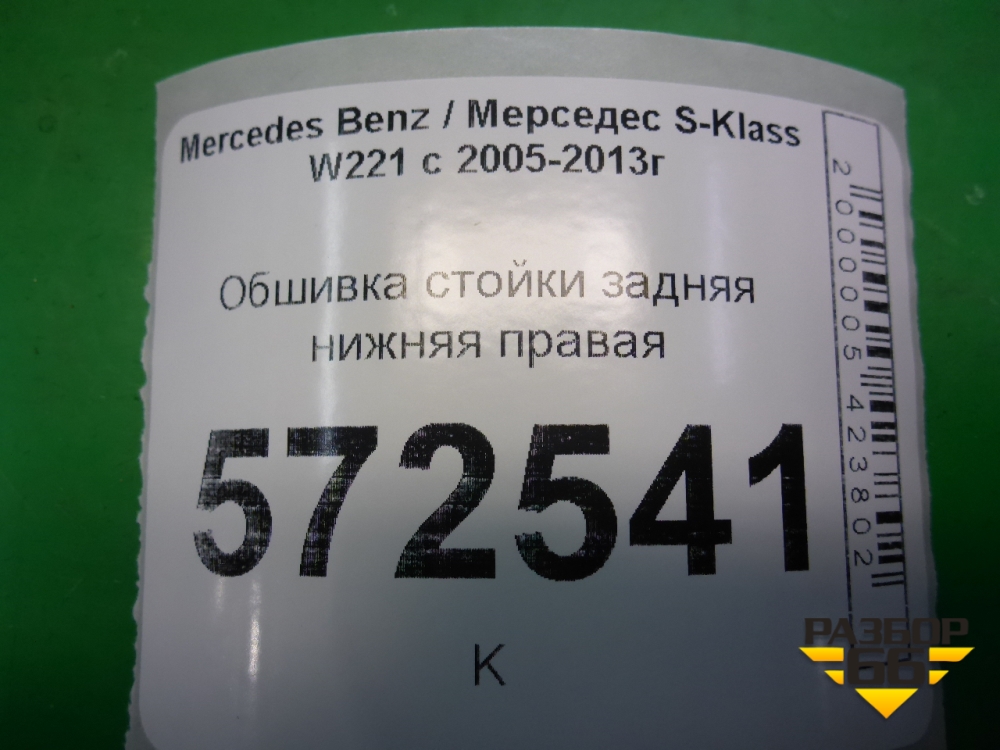 Mercedes Benz / Мерседес S-Klass
W221 с 2005-2013г
Обшивка стойки задняя
нижняя правая
572541
К
2000005423802
РАЗБОР
66